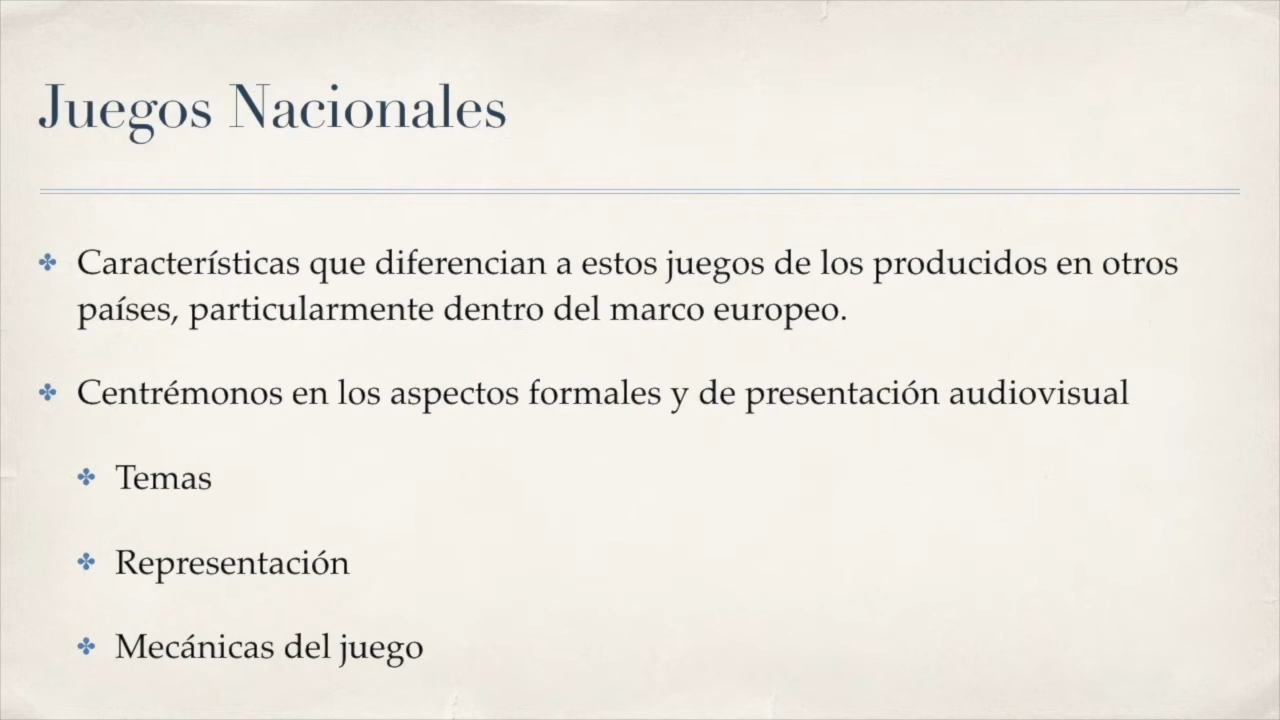 Juegos Nacionales
Características que diferencian a estos juegos de los producidos en otros
países, particularmente dentro del marco europeo.
Centrémonos en los aspectos formales y de presentación audiovisual
Temas
Representación
Mecánicas del juego